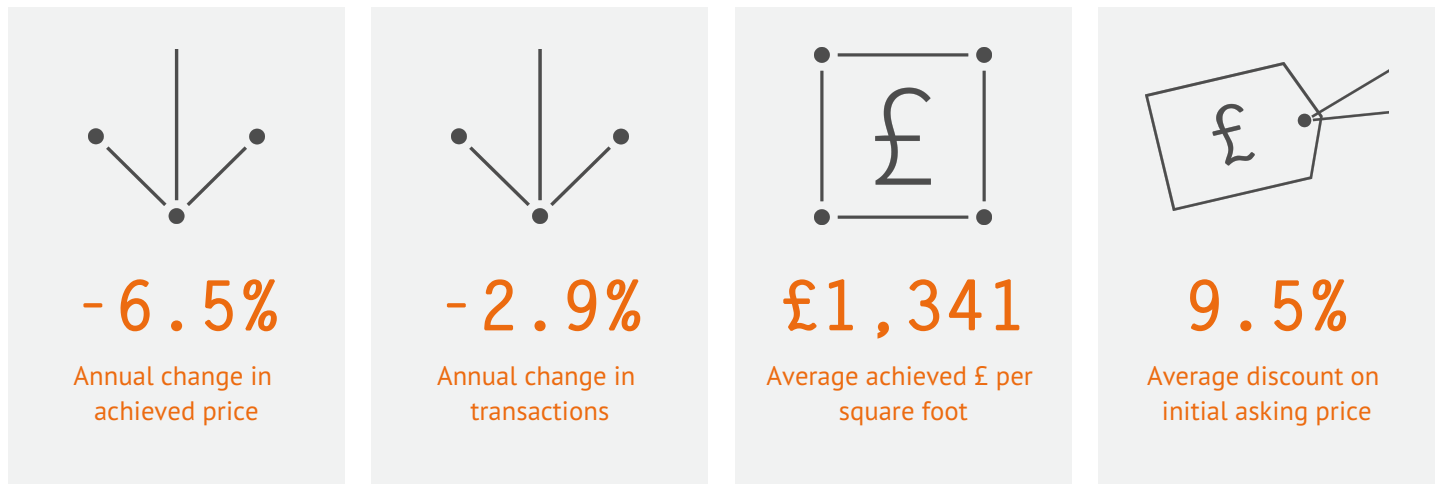 £
£
-6.5%
Annual change in
achieved price
-2.9%
Annual change in
transactions
£1,341
Average achieved £ per
square foot
9.5%
Average discount on
initial asking price